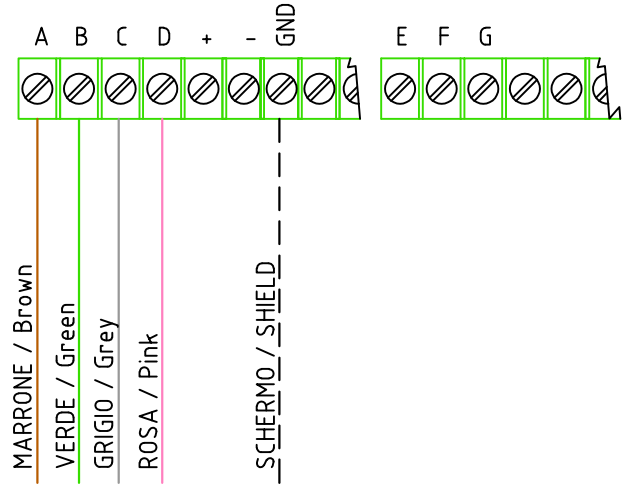 A B C D + - GND E F G
MARRONE / Brown
VERDE / Green
GRIGIO / Grey
ROSA / Pink
SCHERMO / SHIELD